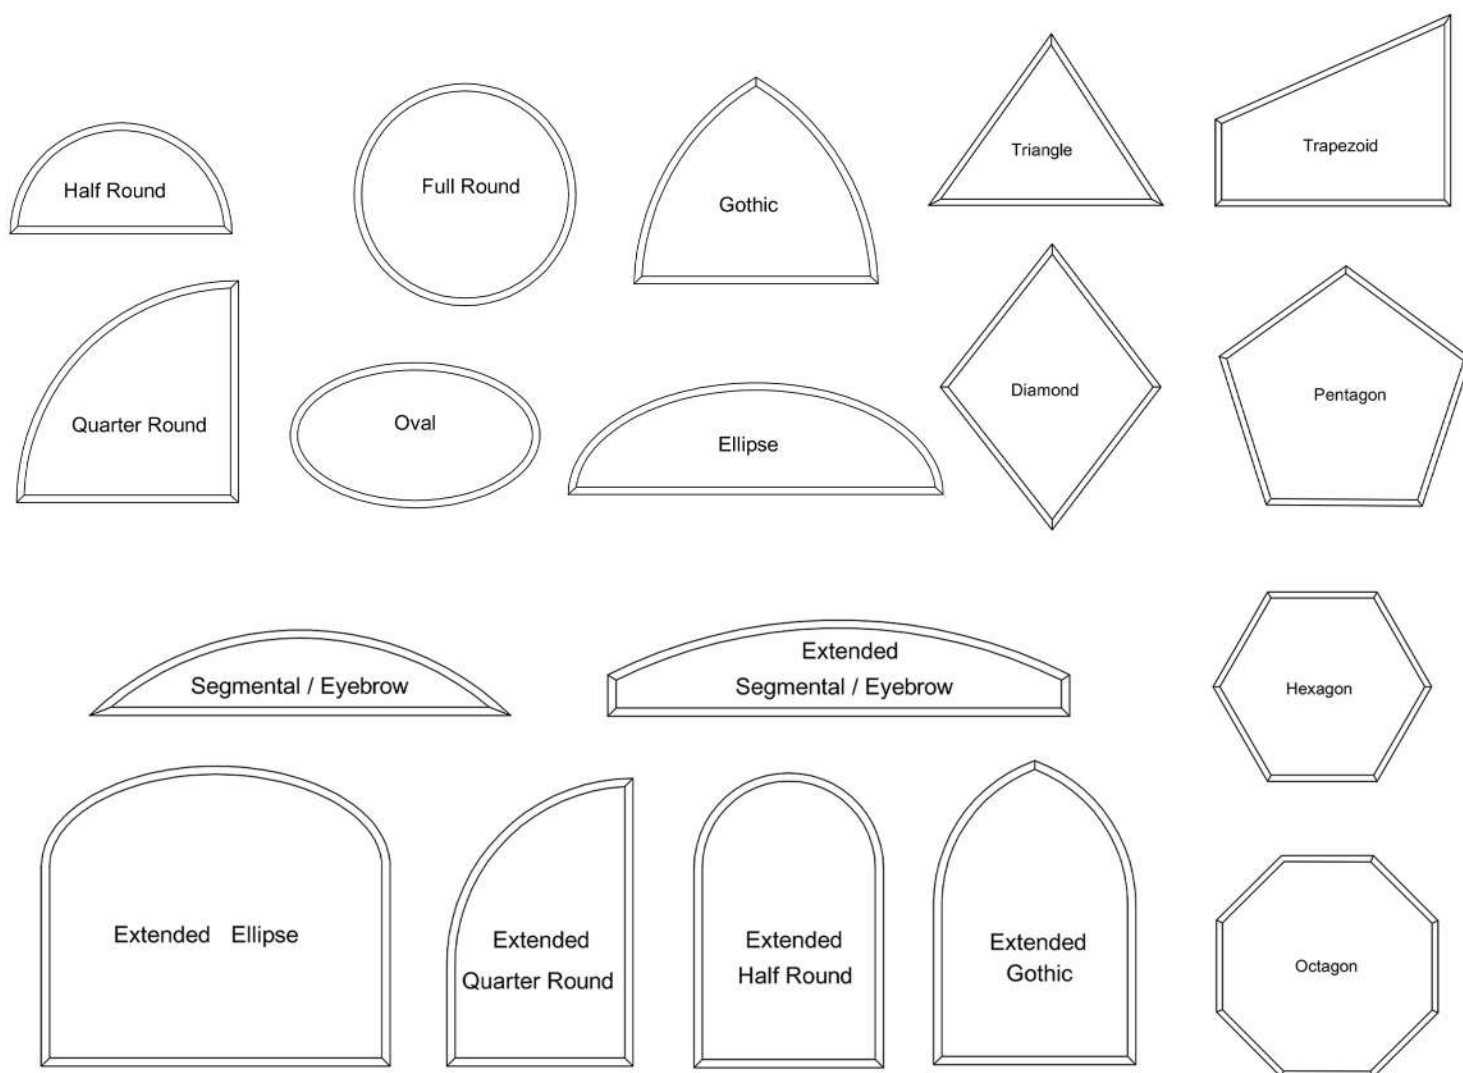 Half Round
Full Round
Gothic
Triangle
Trapezoid
Quarter Round
Oval
Ellipse
Diamond
Pentagon
Segmental / Eyebrow
Extended
Segmental / Eyebrow
Hexagon
Extended Ellipse
Extended
Quarter Round
Extended
Half Round
Extended
Gothic
Octagon